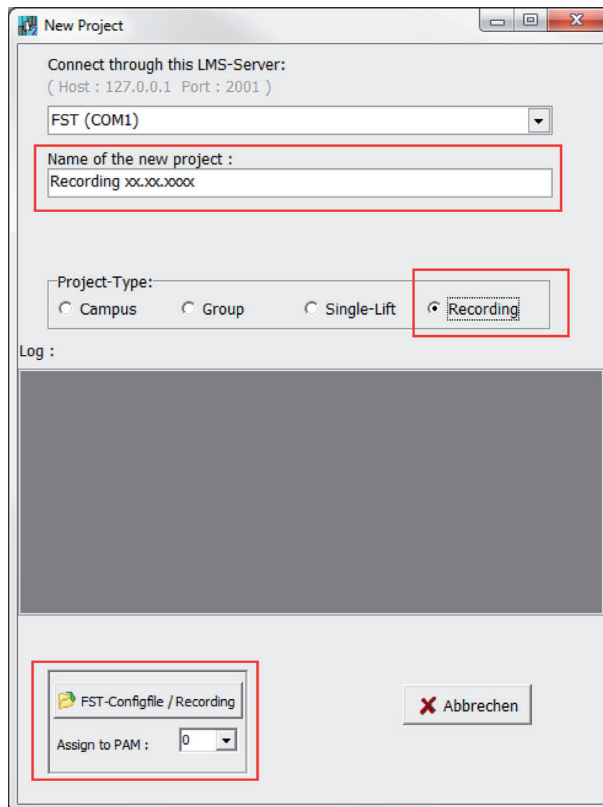 New Project
Connect through this LMS-Server:
( Host : 127.0.0.1 Port : 2001 )
FST (COM1)
Name of the new project :
Recording xx.xx.xxxx
Project-Type:
Campus Group Single-Lift Recording
Log :
FST-Configfile / Recording
Abbrechen
Assign to PAM : 0